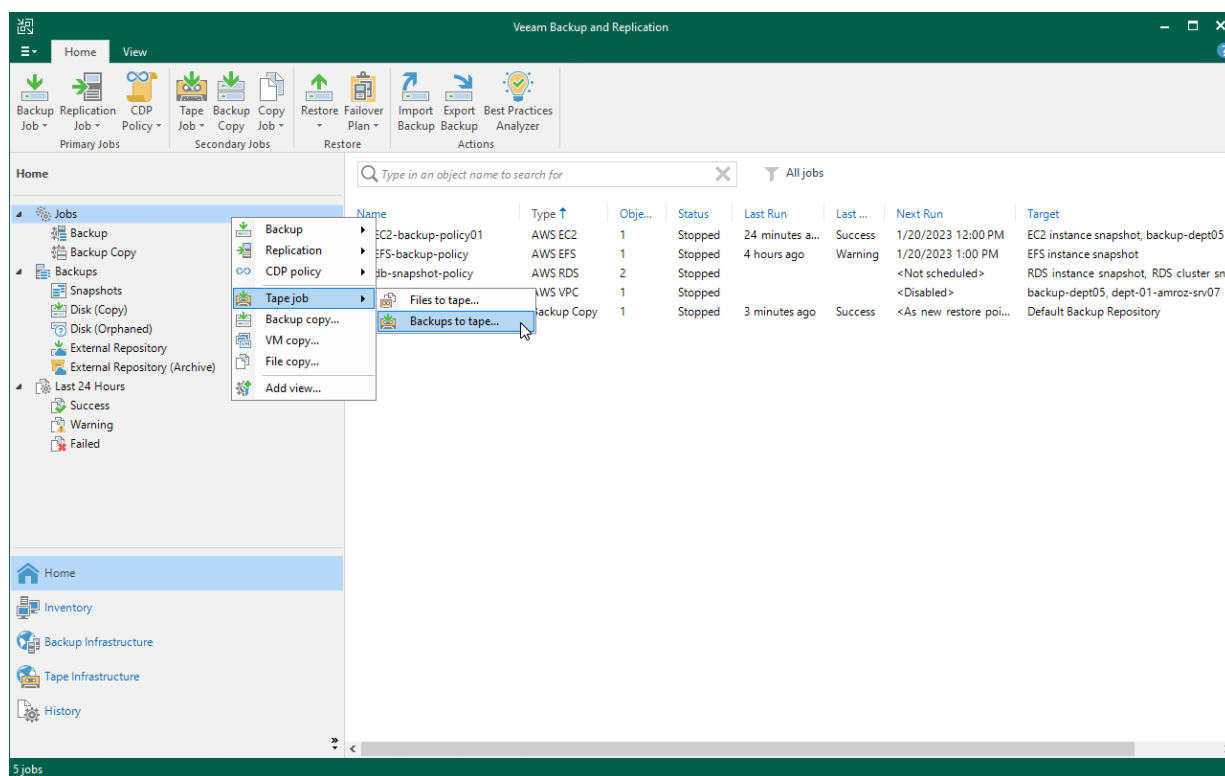 Veeam Backup and Replication
Home View
Backup Job Replication Job CDP Policy Tape Job Backup Copy Copy Job Restore Failover Plan Import Backup Export Backup Best Practices Analyzer
Primary Jobs Secondary Jobs Restore Actions
Home
Type in an object name to search for
All jobs
Jobs
Backup
Backup Copy
Backups
Snapshots
Disk (Copy)
Disk (Orphaned)
External Repository
External Repository (Archive)
Last 24 Hours
Success
Warning
Failed
Backup
Replication
CDP policy
Tape job
Backup copy...
VM copy...
File copy...
Add view...
Files to tape...
Backups to tape...
Name Type Obje... Status Last Run Last ... Next Run Target
EC2-backup-policy01 AWS EC2 1 Stopped 24 minutes a... Success 1/20/2023 12:00 PM EC2 instance snapshot, backup-dept05
EFS-backup-policy AWS EFS 1 Stopped 4 hours ago Warning 1/20/2023 1:00 PM EFS instance snapshot
db-snapshot-policy AWS RDS 2 Stopped <Not scheduled> RDS instance snapshot, RDS cluster sn
AWS VPC 1 Stopped <Disabled> backup-dept05, dept-01-amroz-srv07
Backup Copy 1 Stopped 3 minutes ago Success <As new restore poi... Default Backup Repository
Home
Inventory
Backup Infrastructure
Tape Infrastructure
History
5 jobs